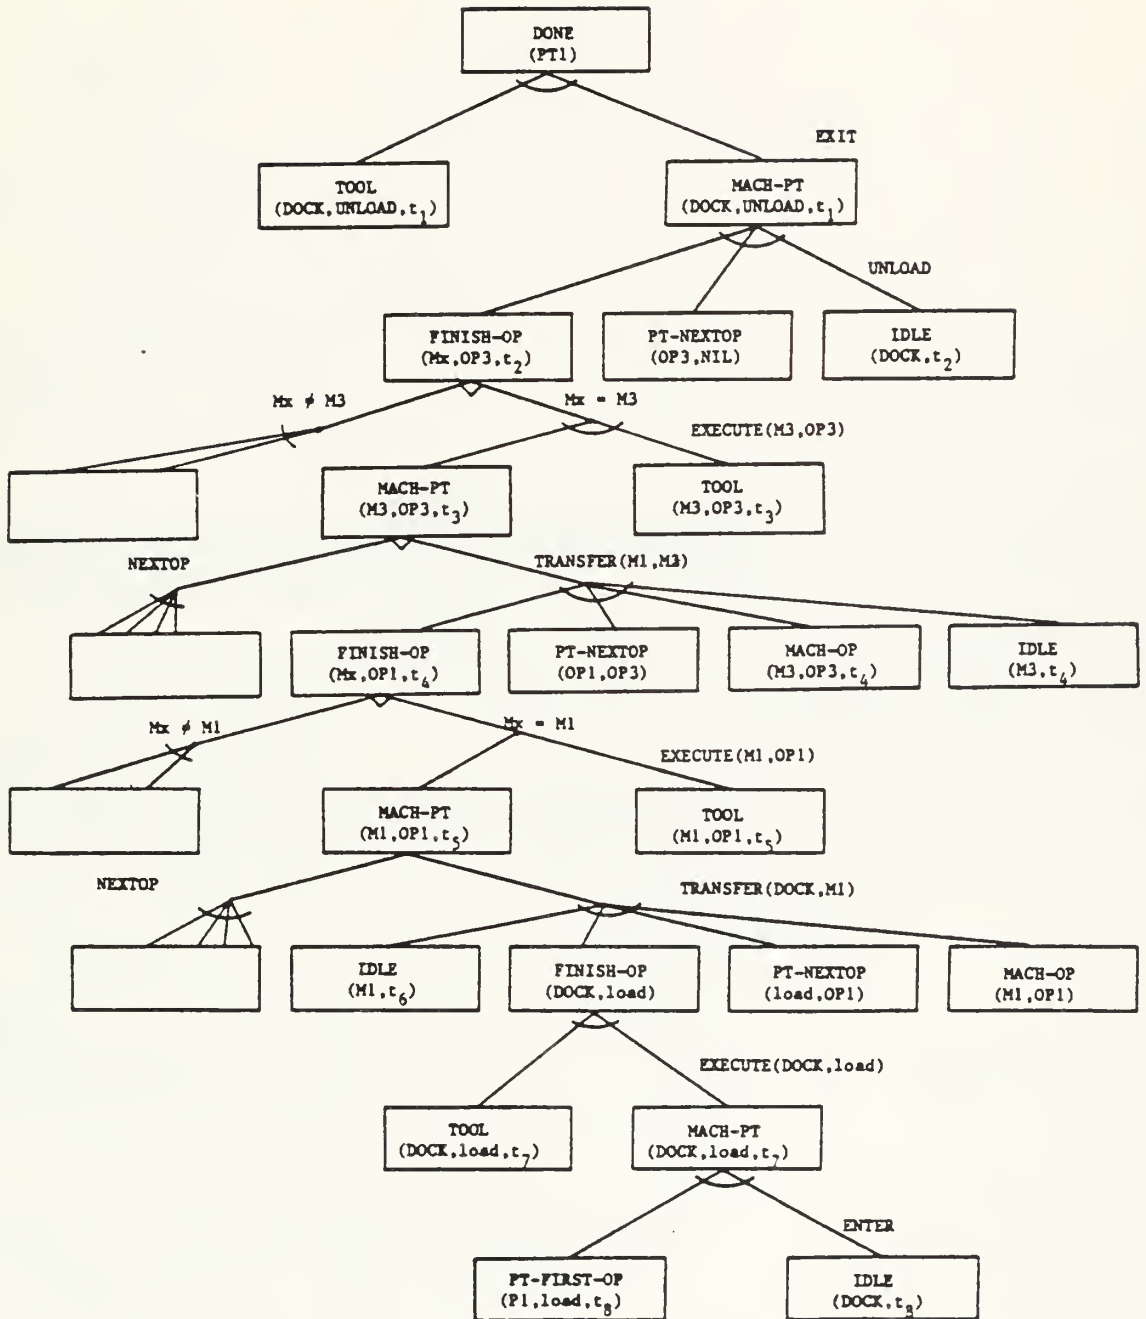 DONE
(PT1)
EXIT
TOOL
(DOCK,UNLOAD,t₁)
MACH-PT
(DOCK,UNLOAD,t₁)
UNLOAD
FINISH-OP
(Mx,OP3,t₂)
PT-NEXTOP
(OP3,NIL)
IDLE
(DOCK,t₂)
Mx ≠ M3
Mx = M3
EXECUTE(M3,OP3)
MACH-PT
(M3,OP3,t₃)
TOOL
(M3,OP3,t₃)
NEXTOP
TRANSFER(M1,M3)
FINISH-OP
(Mx,OP1,t₄)
PT-NEXTOP
(OP1,OP3)
MACH-OP
(M3,OP3,t₄)
IDLE
(M3,t₄)
Mx ≠ M1
Mx = M1
EXECUTE(M1,OP1)
MACH-PT
(M1,OP1,t₅)
TOOL
(M1,OP1,t₅)
NEXTOP
TRANSFER(DOCK,M1)
IDLE
(M1,t₆)
FINISH-OP
(DOCK,load)
PT-NEXTOP
(load,OP1)
MACH-OP
(M1,OP1)
EXECUTE(DOCK,load)
TOOL
(DOCK,load,t₇)
MACH-PT
(DOCK,load,t₇)
ENTER
PT-FIRST-OP
(P1,load,t₈)
IDLE
(DOCK,t₈)